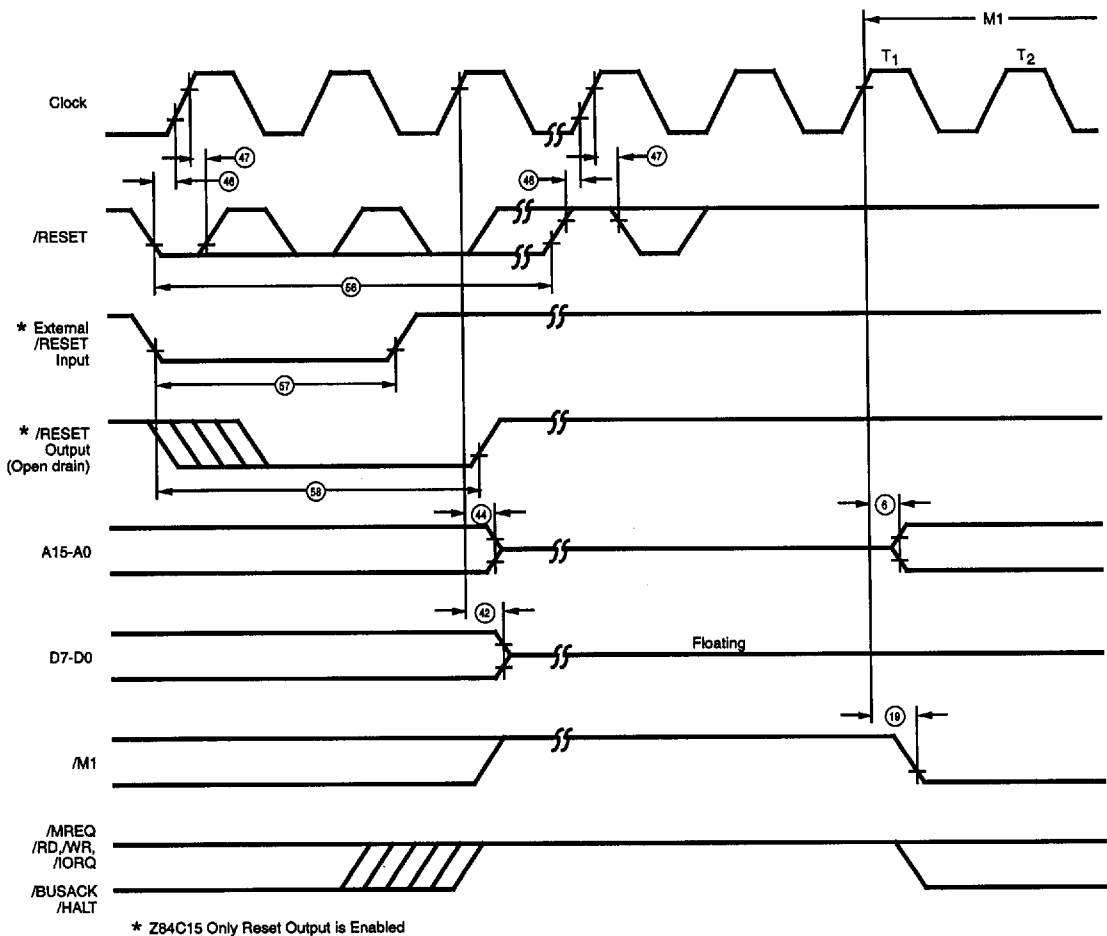 M1
T1
T2
Clock
47
46
46
47
/RESET
56
* External
/RESET
Input
57
* /RESET
Output
(Open drain)
58
44
6
A15-A0
42
D7-D0
Floating
19
/M1
/MREQ
/RD,/WR,
/IORQ
/BUSACK
/HALT
* Z84C15 Only Reset Output is Enabled